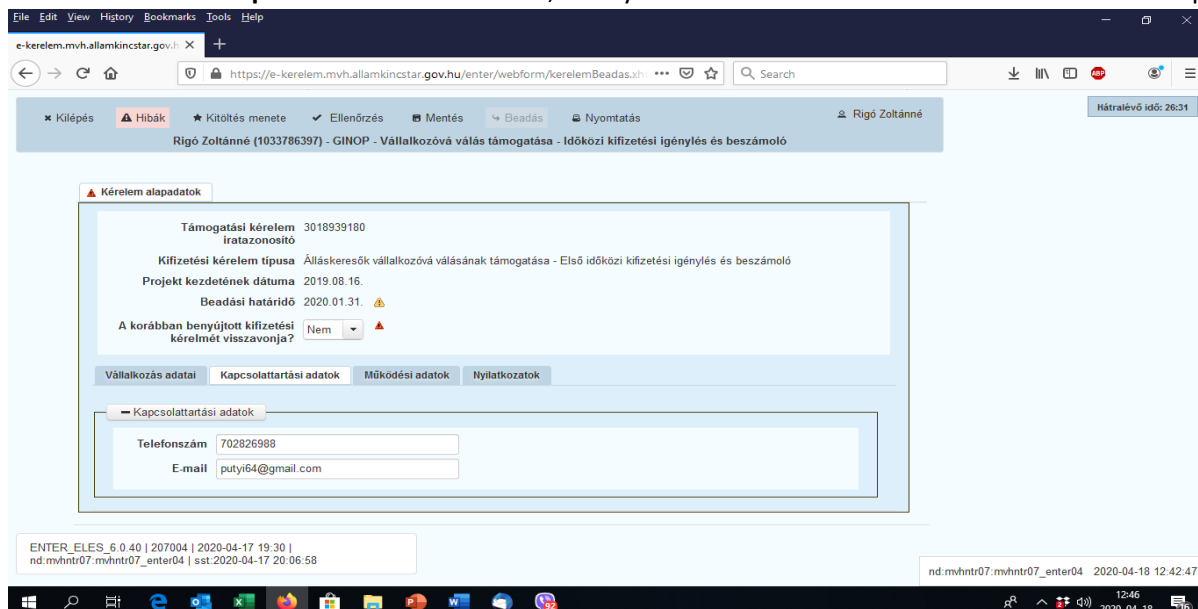 File Edit View History Bookmarks Tools Help
e-kerelem.mvh.allamkincstar.gov.h
https://e-kerelem.mvh.allamkincstar.gov.hu/enter/webform/kerelemBeadas.xh
Search
ABP
Kilépés Hibák Kitöltés menete Ellenőrzés Mentés Beadás Nyomtatás Rigó Zoltánné
Hátralévő idő: 26:31
Rigó Zoltánné (1033786397) - GINOP - Vállalkozóvá válás támogatása - Időközi kifizetési igénylés és beszámoló
Kérelem alapadatok
Támogatási kérelem iratazonosító 3018939180
Kifizetési kérelem típusa Álláskeresők vállalkozóvá válásának támogatása - Első időközi kifizetési igénylés és beszámoló
Projekt kezdetének dátuma 2019.08.16.
Beadási határidő 2020.01.31.
A korábban benyújtott kifizetési kérelmét visszavonja? Nem
Vállalkozás adatai Kapcsolattartási adatok Működési adatok Nyilatkozatok
Kapcsolattartási adatok
Telefonszám 702826988
E-mail putyi64@gmail.com
ENTER_ELES_6.0.40 | 207004 | 2020-04-17 19:30 |
nd:mvhntr07:mvhntr07_enter04 | sst:2020-04-17 20:06:58
nd:mvhntr07:mvhntr07_enter04 2020-04-18 12:42:47
12:46
2020. 04. 18.